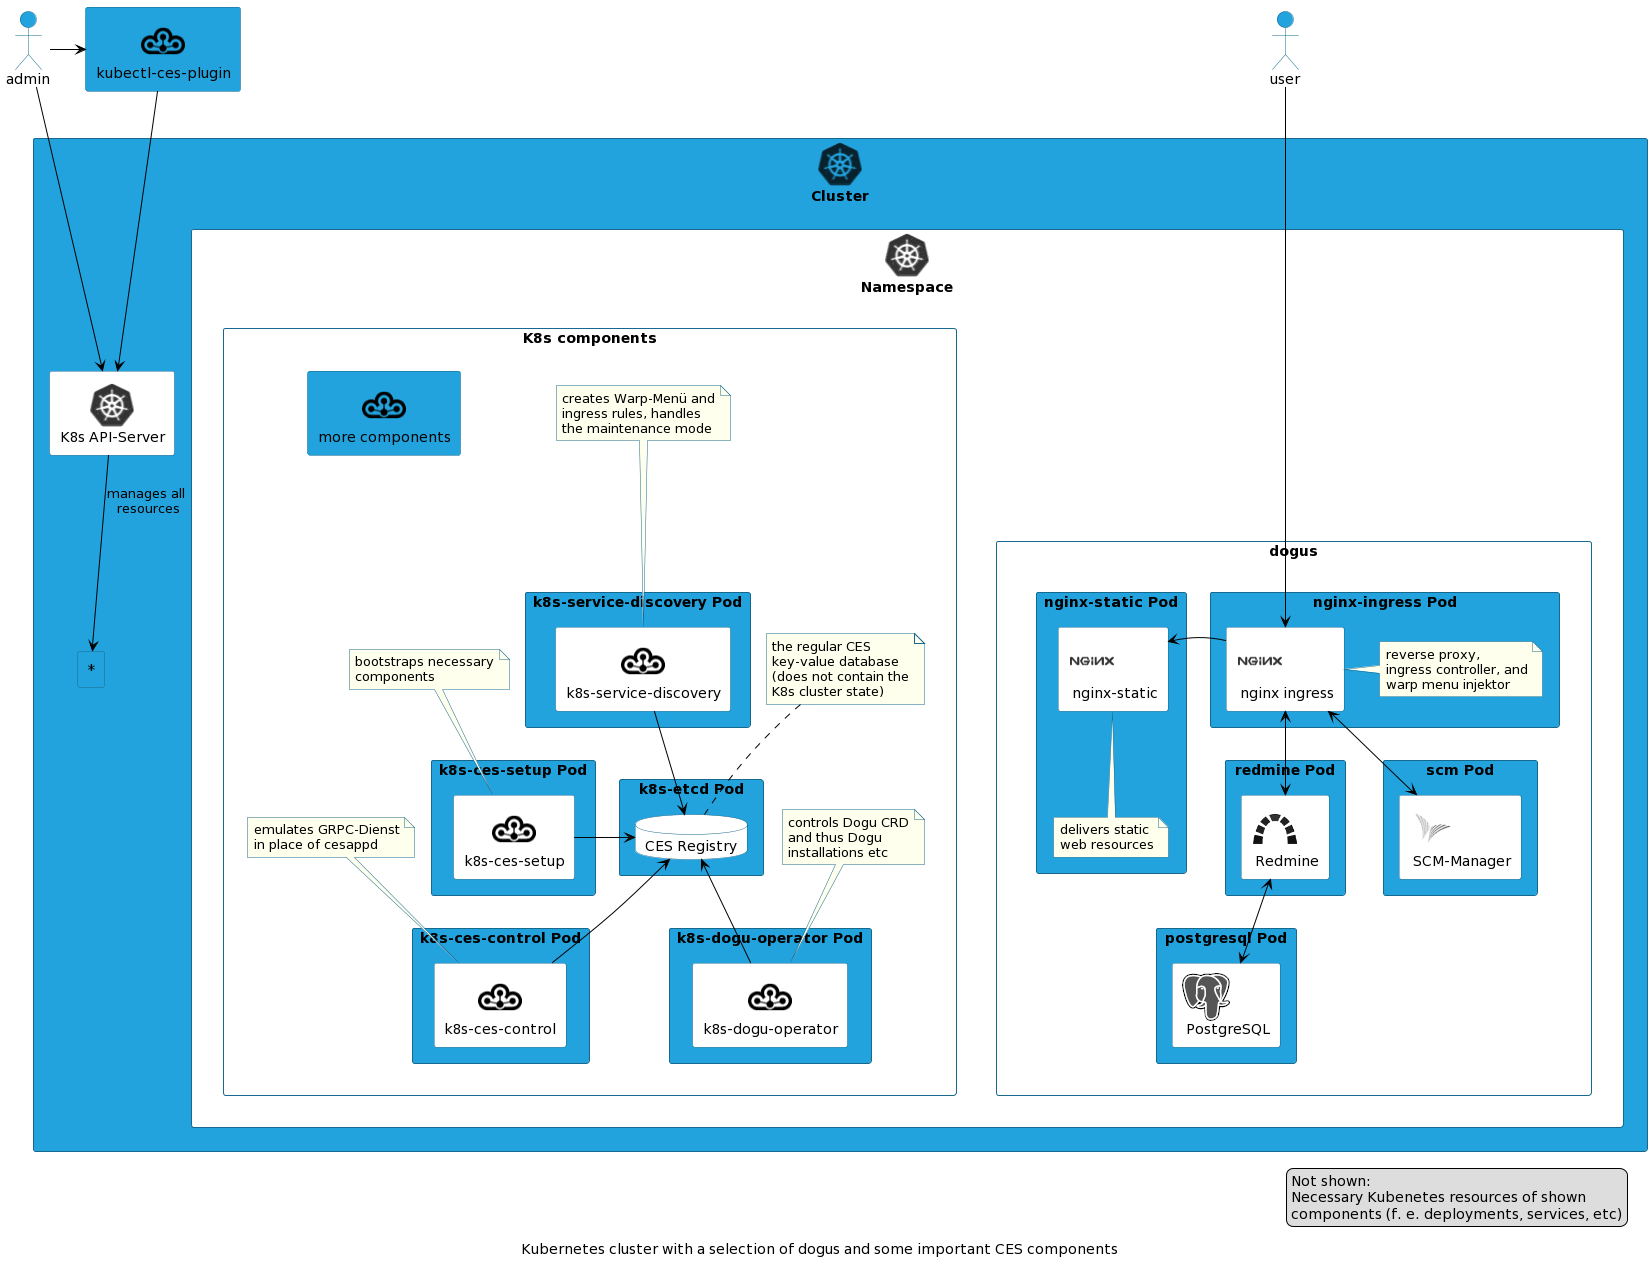 admin
kubectl-ces-plugin
user
Cluster
Namespace
K8s components
K8s API-Server
manages all
resources
*
more components
creates Warp-Menü and
ingress rules, handles
the maintenance mode
k8s-service-discovery Pod
k8s-service-discovery
the regular CES
key-value database
(does not contain the
K8s cluster state)
bootstraps necessary
components
k8s-ces-setup Pod
k8s-ces-setup
k8s-etcd Pod
CES Registry
emulates GRPC-Dienst
in place of cesappd
controls Dogu CRD
and thus Dogu
installations etc
k8s-ces-control Pod
k8s-ces-control
k8s-dogu-operator Pod
k8s-dogu-operator
dogus
nginx-static Pod
NGINX
nginx-static
nginx-ingress Pod
NGINX
nginx ingress
reverse proxy,
ingress controller, and
warp menu injektor
delivers static
web resources
redmine Pod
Redmine
scm Pod
SCM-Manager
postgresql Pod
PostgreSQL
Not shown:
Necessary Kubenetes resources of shown
components (f. e. deployments, services, etc)
Kubernetes cluster with a selection of dogus and some important CES components